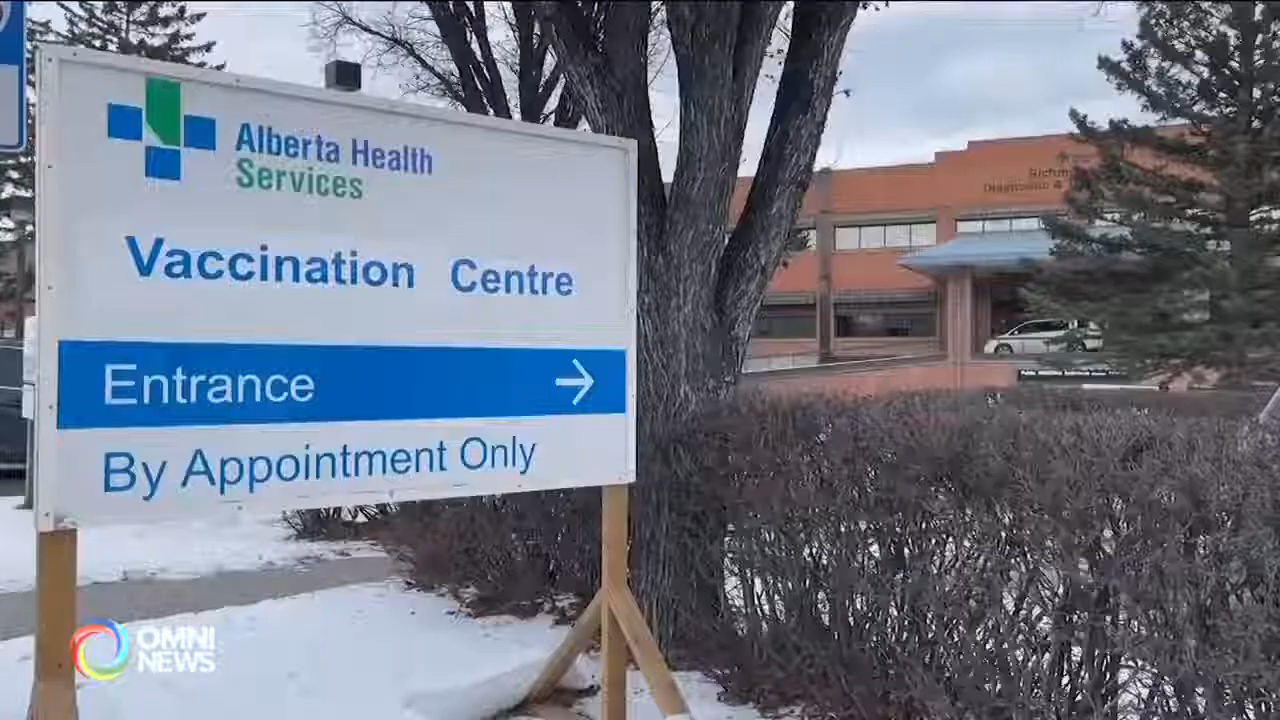 Alberta Health
Services
Vaccination Centre
Entrance →
By Appointment Only
OMNI
NEWS